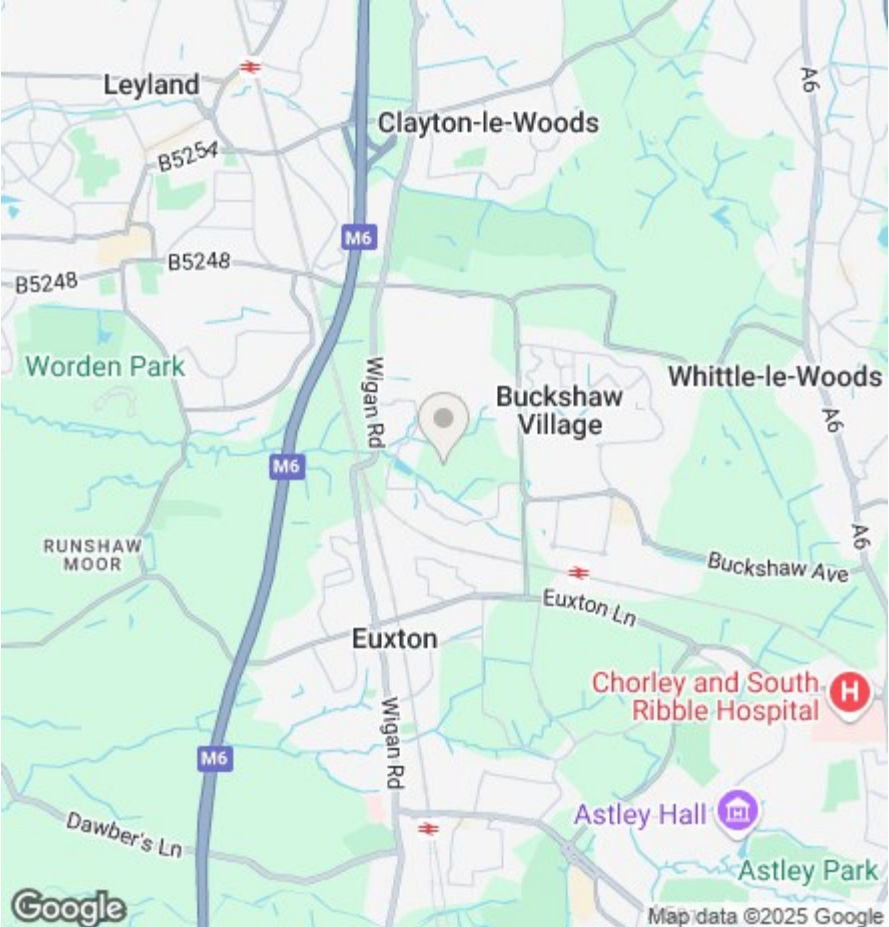 Leyland
A6
Clayton-le-Woods
B5254
M6
B5248
B5248
Worden Park
Wigan Rd
Whittle-le-Woods
Buckshaw
Village
A6
M6
A6
RUNSHAW
MOOR
Buckshaw Ave
Euxton Ln
Euxton
Chorley and South
Ribble Hospital
H
Wigan Rd
M6
Astley Hall
Dawber's Ln
Astley Park
Google
Map data ©2025 Google